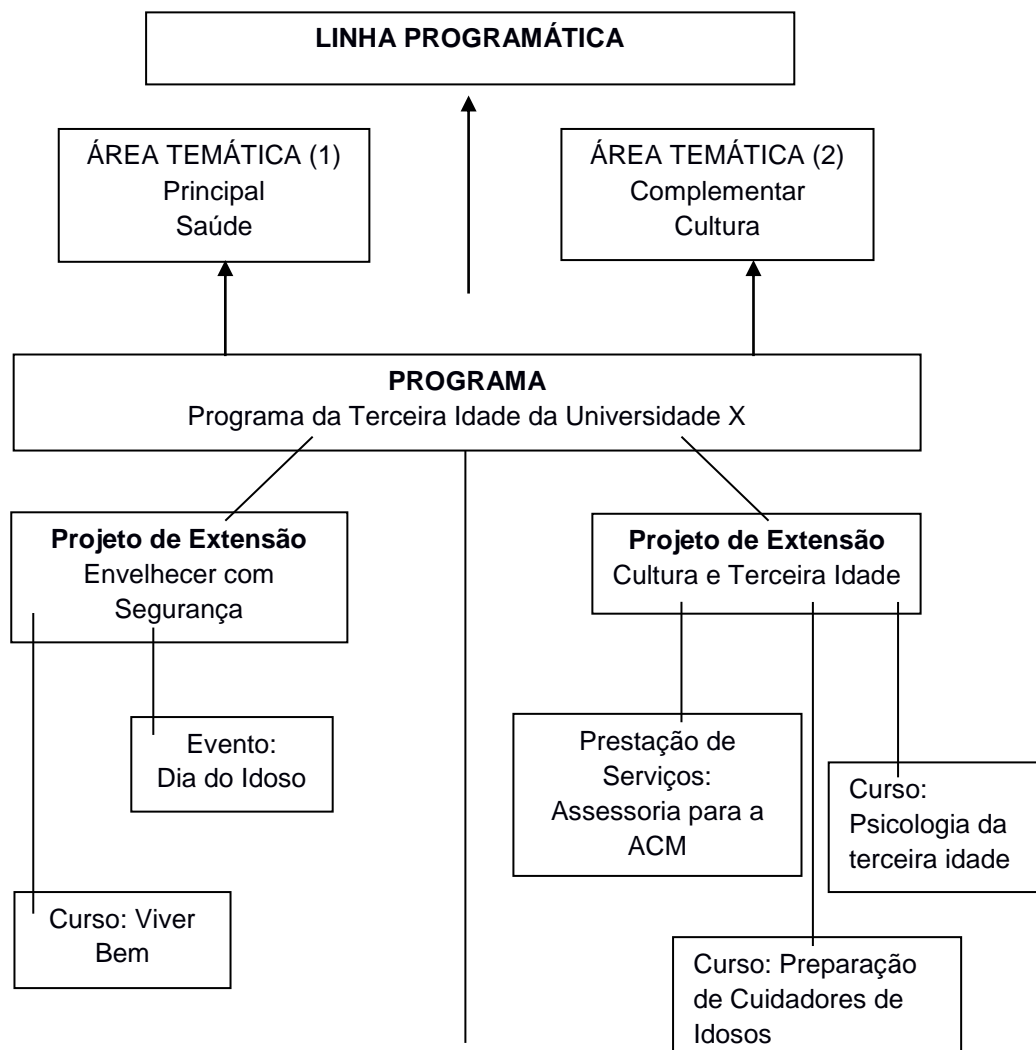 LINHA PROGRAMÁTICA
ÁREA TEMÁTICA (1)
Principal
Saúde
ÁREA TEMÁTICA (2)
Complementar
Cultura
PROGRAMA
Programa da Terceira Idade da Universidade X
Projeto de Extensão
Envelhecer com
Segurança
Projeto de Extensão
Cultura e Terceira Idade
Evento:
Dia do Idoso
Prestação de
Serviços:
Assessoria para a
ACM
Curso:
Psicologia da
terceira idade
Curso: Viver
Bem
Curso: Preparação
de Cuidadores de
Idosos